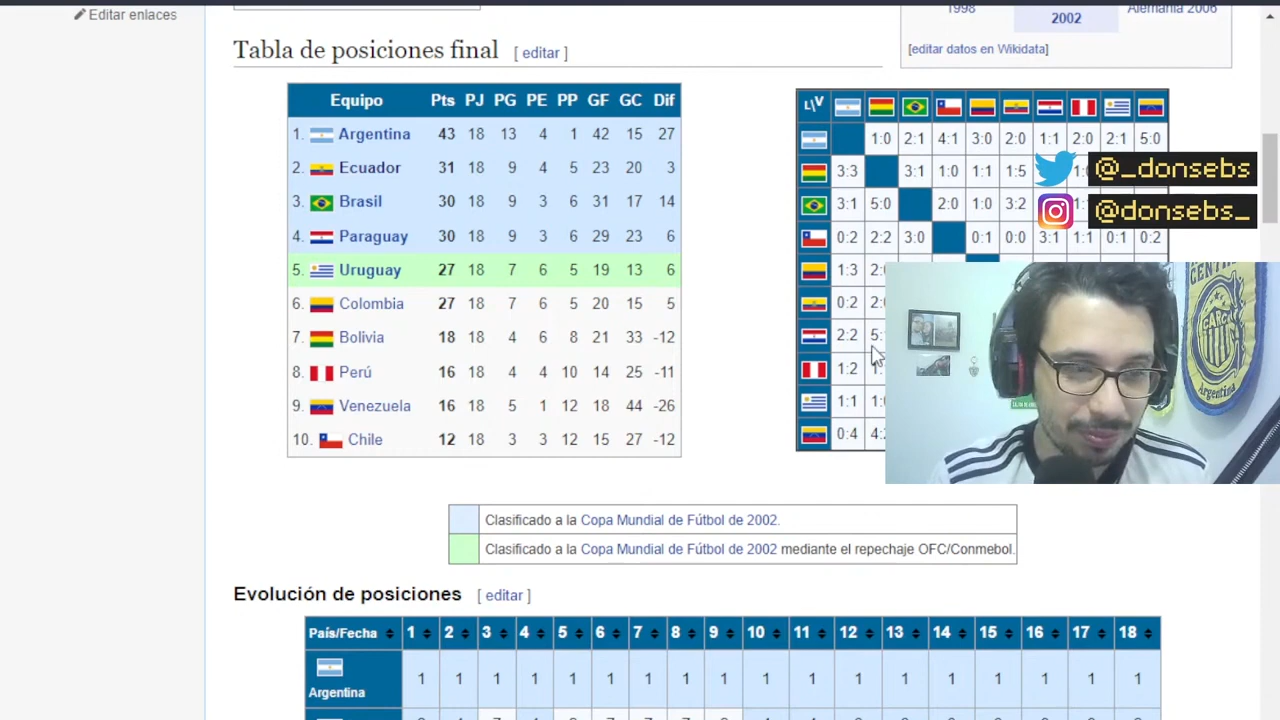 Editar enlaces
1998
2002
Alemania 2006
[editar datos en Wikidata]
Tabla de posiciones final [ editar ]
Equipo Pts PJ PG PE PP GF GC Dif
1. Argentina 43 18 13 4 1 42 15 27
2. Ecuador 31 18 9 4 5 23 20 3
3. Brasil 30 18 9 3 6 31 17 14
4. Paraguay 30 18 9 3 6 29 23 6
5. Uruguay 27 18 7 6 5 19 13 6
6. Colombia 27 18 7 6 5 20 15 5
7. Bolivia 18 18 4 6 8 21 33 -12
8. Perú 16 18 4 4 10 14 25 -11
9. Venezuela 16 18 5 1 12 18 44 -26
10. Chile 12 18 3 3 12 15 27 -12
L\V
1:0 2:1 4:1 3:0 2:0 1:1 2:0 2:1 5:0
3:3 3:1 1:0 1:1 1:5
@_donsebs
3:1 5:0 2:0 1:0 3:2
@donsebs_
0:2 2:2 3:0 0:1 0:0 3:1 1:1 0:1 0:2
1:3
0:2
2:2
1:2
1:1
0:4
CARC
Argentina
Clasificado a la Copa Mundial de Fútbol de 2002.
Clasificado a la Copa Mundial de Fútbol de 2002 mediante el repechaje OFC/Conmebol.
Evolución de posiciones [ editar ]
País/Fecha 1 2 3 4 5 6 7 8 9 10 11 12 13 14 15 16 17 18
Argentina 1 1 1 1 1 1 1 1 1 1 1 1 1 1 1 1 1 1